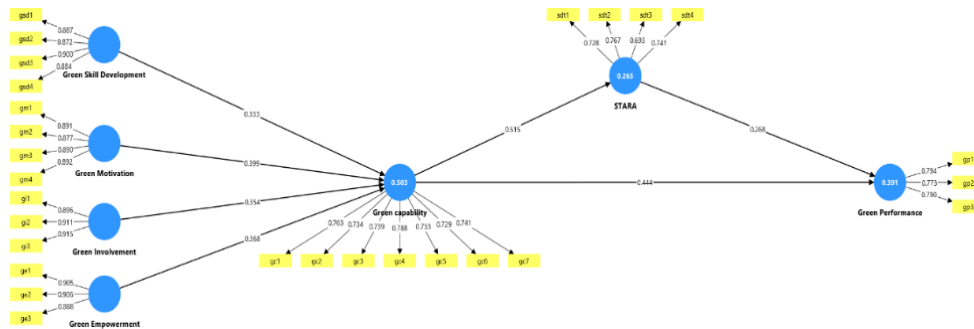 gsd1
0.887
gsd2
0.872
gsd3
0.900
gsd4
0.884
Green Skill Development
gm1
0.891
gm2
0.877
gm3
0.890
gm4
0.892
Green Motivation
gi1
0.896
gi2
0.911
gi3
0.915
Green Involvement
ge1
0.905
ge2
0.906
ge3
0.888
Green Empowerment
0.333
0.399
0.354
0.368
0.503
Green capability
0.763
0.734
0.739
0.788
0.733
0.729
0.741
gc1
gc2
gc3
gc4
gc5
gc6
gc7
sdt1
sdt2
sdt3
sdt4
0.728
0.767
0.693
0.741
0.265
STARA
0.515
0.268
0.444
0.391
Green Performance
0.794
gp1
0.773
gp2
0.790
gp3